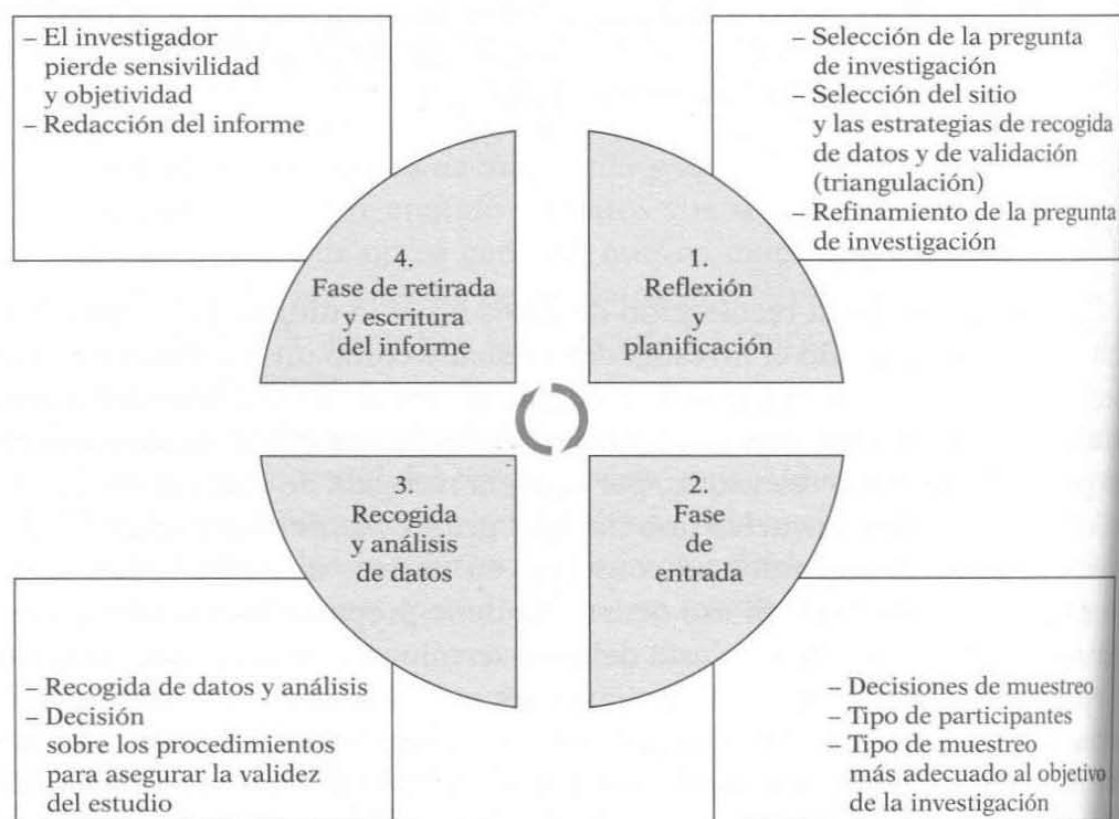 – El investigador
pierde sensivilidad
y objetividad
– Redacción del informe
– Selección de la pregunta
de investigación
– Selección del sitio
y las estrategias de recogida
de datos y de validación
(triangulación)
– Refinamiento de la pregunta
de investigación
4.
Fase de retirada
y escritura
del informe
1.
Reflexión
y
planificación
3.
Recogida
y análisis
de datos
2.
Fase
de
entrada
– Recogida de datos y análisis
– Decisión
sobre los procedimientos
para asegurar la validez
del estudio
– Decisiones de muestreo
– Tipo de participantes
– Tipo de muestreo
más adecuado al objetivo
de la investigación